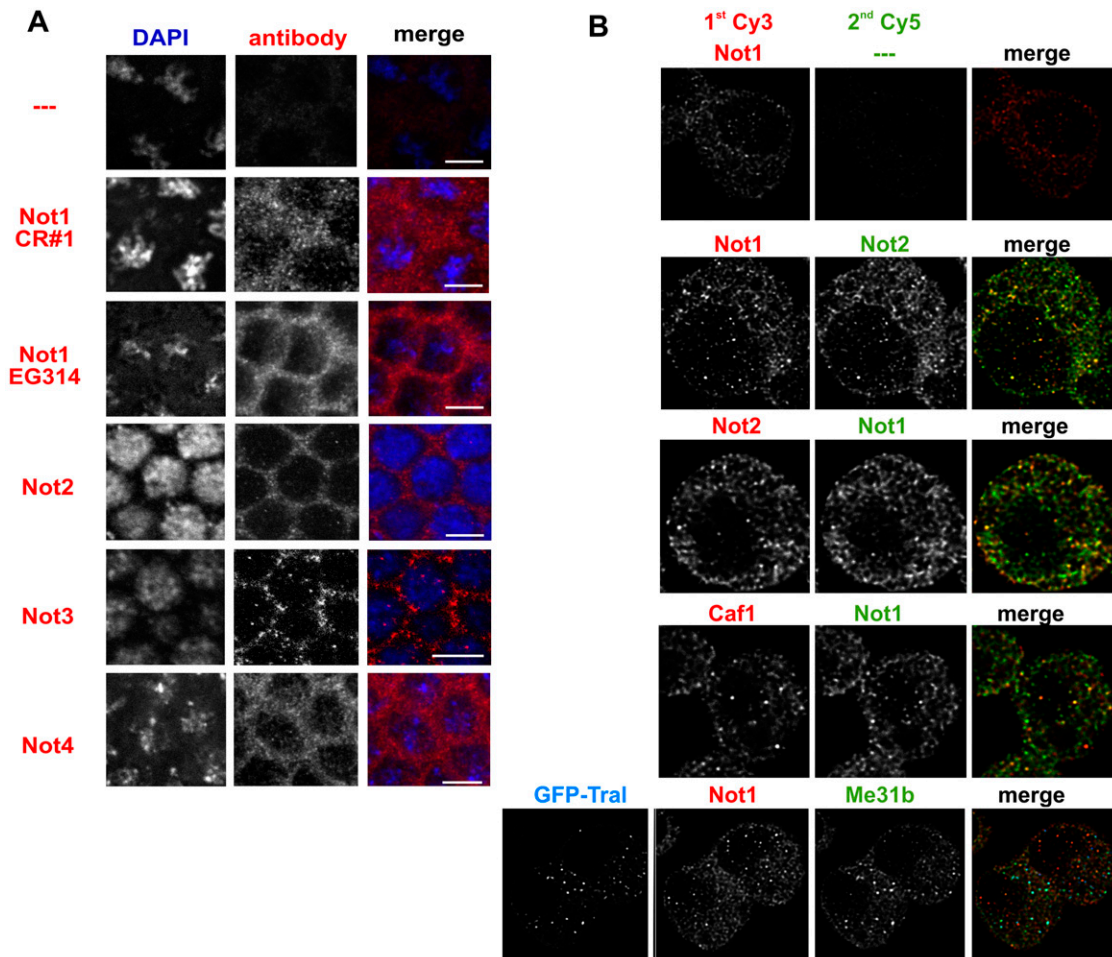 A
DAPI antibody merge
---
Not1
CR#1
Not1
EG314
Not2
Not3
Not4
B
1st Cy3 2nd Cy5
Not1 --- merge
Not1 Not2 merge
Not2 Not1 merge
Caf1 Not1 merge
GFP-Tral Not1 Me31b merge